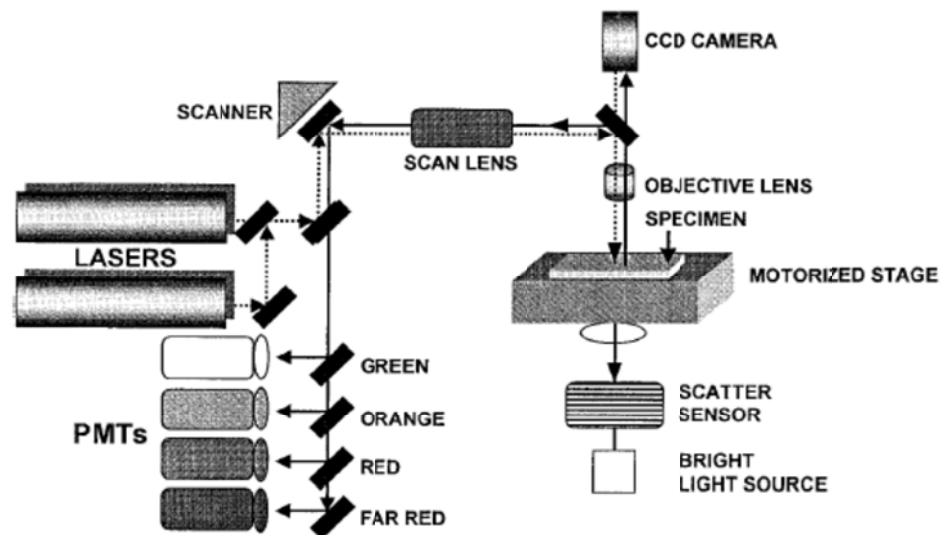 CCD CAMERA
SCANNER
SCAN LENS
OBJECTIVE LENS
SPECIMEN
LASERS
MOTORIZED STAGE
GREEN
ORANGE
PMTs
RED
FAR RED
SCATTER
SENSOR
BRIGHT
LIGHT SOURCE